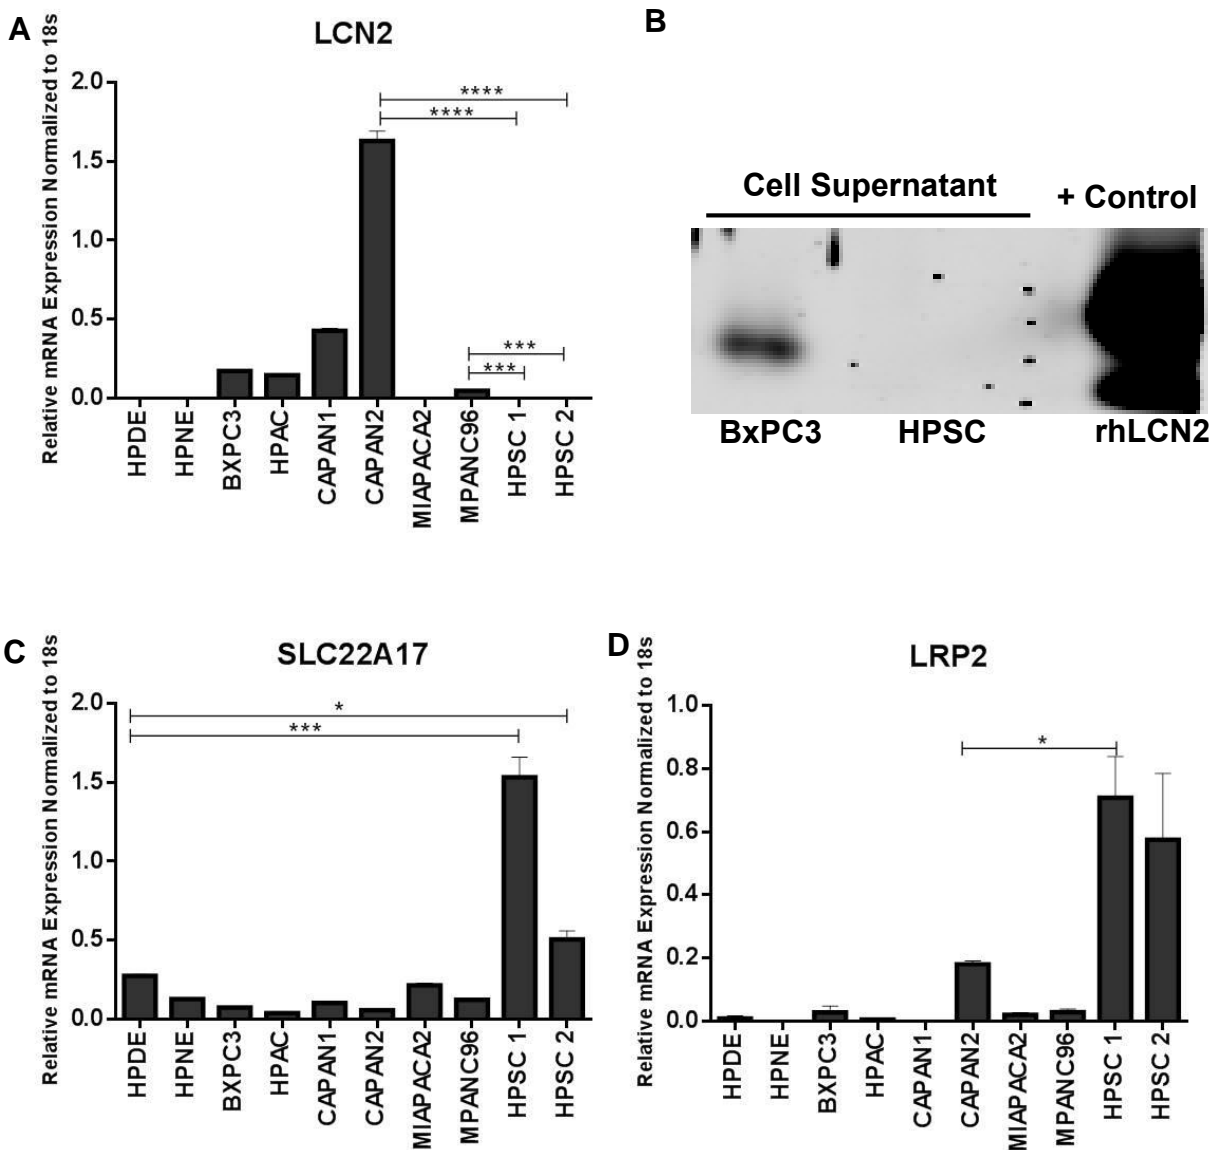 A
LCN2
Relative mRNA Expression Normalized to 18s
2.0
1.5
1.0
0.5
0.0
****
****
***
***
HPDE
HPNE
BXPC3
HPAC
CAPAN1
CAPAN2
MIAPACA2
MPANC96
HPSC 1
HPSC 2
B
Cell Supernatant
+ Control
BxPC3
HPSC
rhLCN2
C
SLC22A17
Relative mRNA Expression Normalized to 18s
2.0
1.5
1.0
0.5
0.0
*
***
HPDE
HPNE
BXPC3
HPAC
CAPAN1
CAPAN2
MIAPACA2
MPANC96
HPSC 1
HPSC 2
D
LRP2
Relative mRNA Expression Normalized to 18s
1.0
0.8
0.6
0.4
0.2
0.0
*
HPDE
HPNE
BXPC3
HPAC
CAPAN1
CAPAN2
MIAPACA2
MPANC96
HPSC 1
HPSC 2